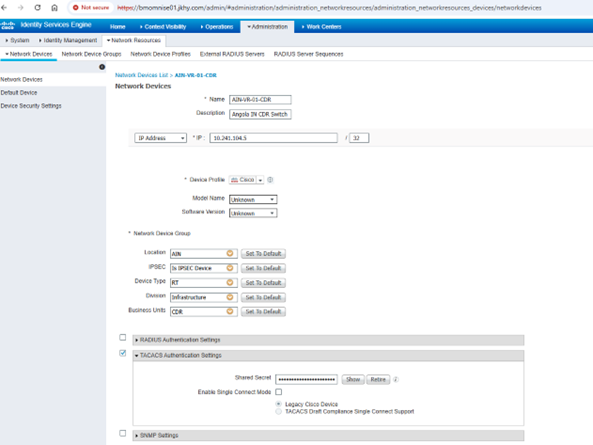 Not secure https://bmomnise01.jkhy.com/admin/#administration/administration_networkresources/administration_networkresources_devices/networkdevices
cisco Identity Services Engine Home Context Visibility Operations Administration Work Centers
System Identity Management Network Resources
Network Devices Network Device Groups Network Device Profiles External RADIUS Servers RADIUS Server Sequences
Network Devices
Default Device
Device Security Settings
Network Devices List > AIN-VR-01-CDR
Network Devices
* Name AIN-VR-01-CDR
Description Angola IN CDR Switch
IP Address * IP : 10.241.104.5 / 32
* Device Profile Cisco
Model Name Unknown
Software Version Unknown
* Network Device Group
Location AIN Set To Default
IPSEC Is IPSEC Device Set To Default
Device Type RT Set To Default
Division Infrastructure Set To Default
Business Units CDR Set To Default
RADIUS Authentication Settings
TACACS Authentication Settings
Shared Secret Show Retire
Enable Single Connect Mode
Legacy Cisco Device
TACACS Draft Compliance Single Connect Support
SNMP Settings